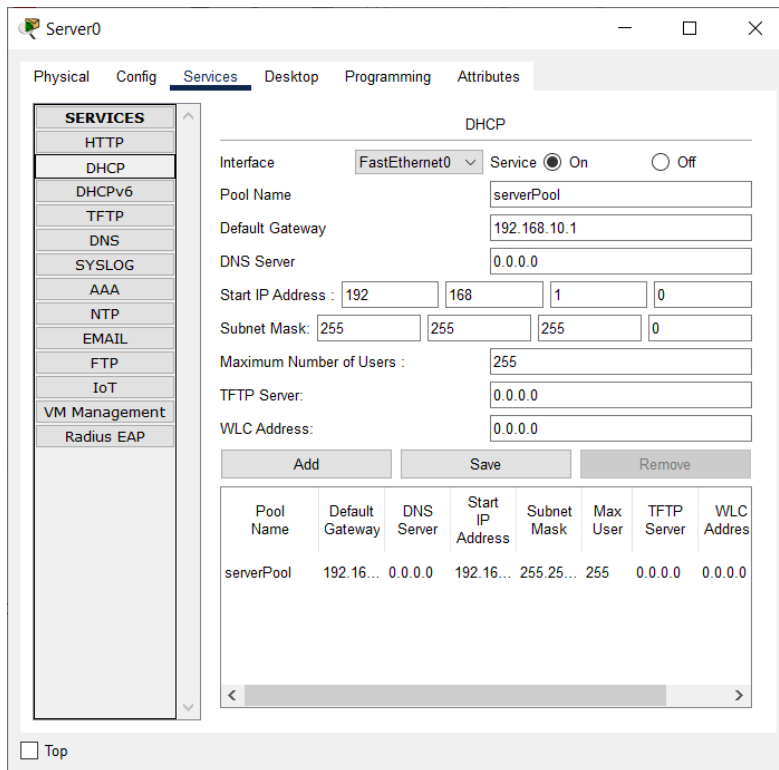 Server0
Physical Config Services Desktop Programming Attributes
SERVICES
HTTP
DHCP
DHCPv6
TFTP
DNS
SYSLOG
AAA
NTP
EMAIL
FTP
IoT
VM Management
Radius EAP
DHCP
Interface FastEthernet0 Service On Off
Pool Name serverPool
Default Gateway 192.168.10.1
DNS Server 0.0.0.0
Start IP Address : 192 168 1 0
Subnet Mask: 255 255 255 0
Maximum Number of Users : 255
TFTP Server: 0.0.0.0
WLC Address: 0.0.0.0
Add Save Remove
Pool Name Default Gateway DNS Server Start IP Address Subnet Mask Max User TFTP Server WLC Addres
serverPool 192.16... 0.0.0.0 192.16... 255.25... 255 0.0.0.0 0.0.0.0
Top